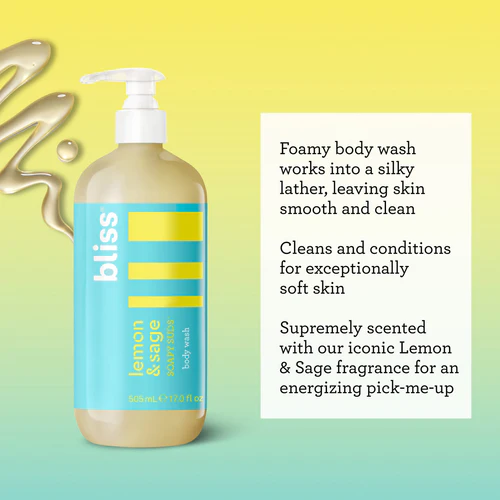 bliss
lemon
& sage
SOAPY SUDS
body wash
505 mL ℮ 17.0 fl oz
Foamy body wash
works into a silky
lather, leaving skin
smooth and clean
Cleans and conditions
for exceptionally
soft skin
Supremely scented
with our iconic Lemon
& Sage fragrance for an
energizing pick-me-up